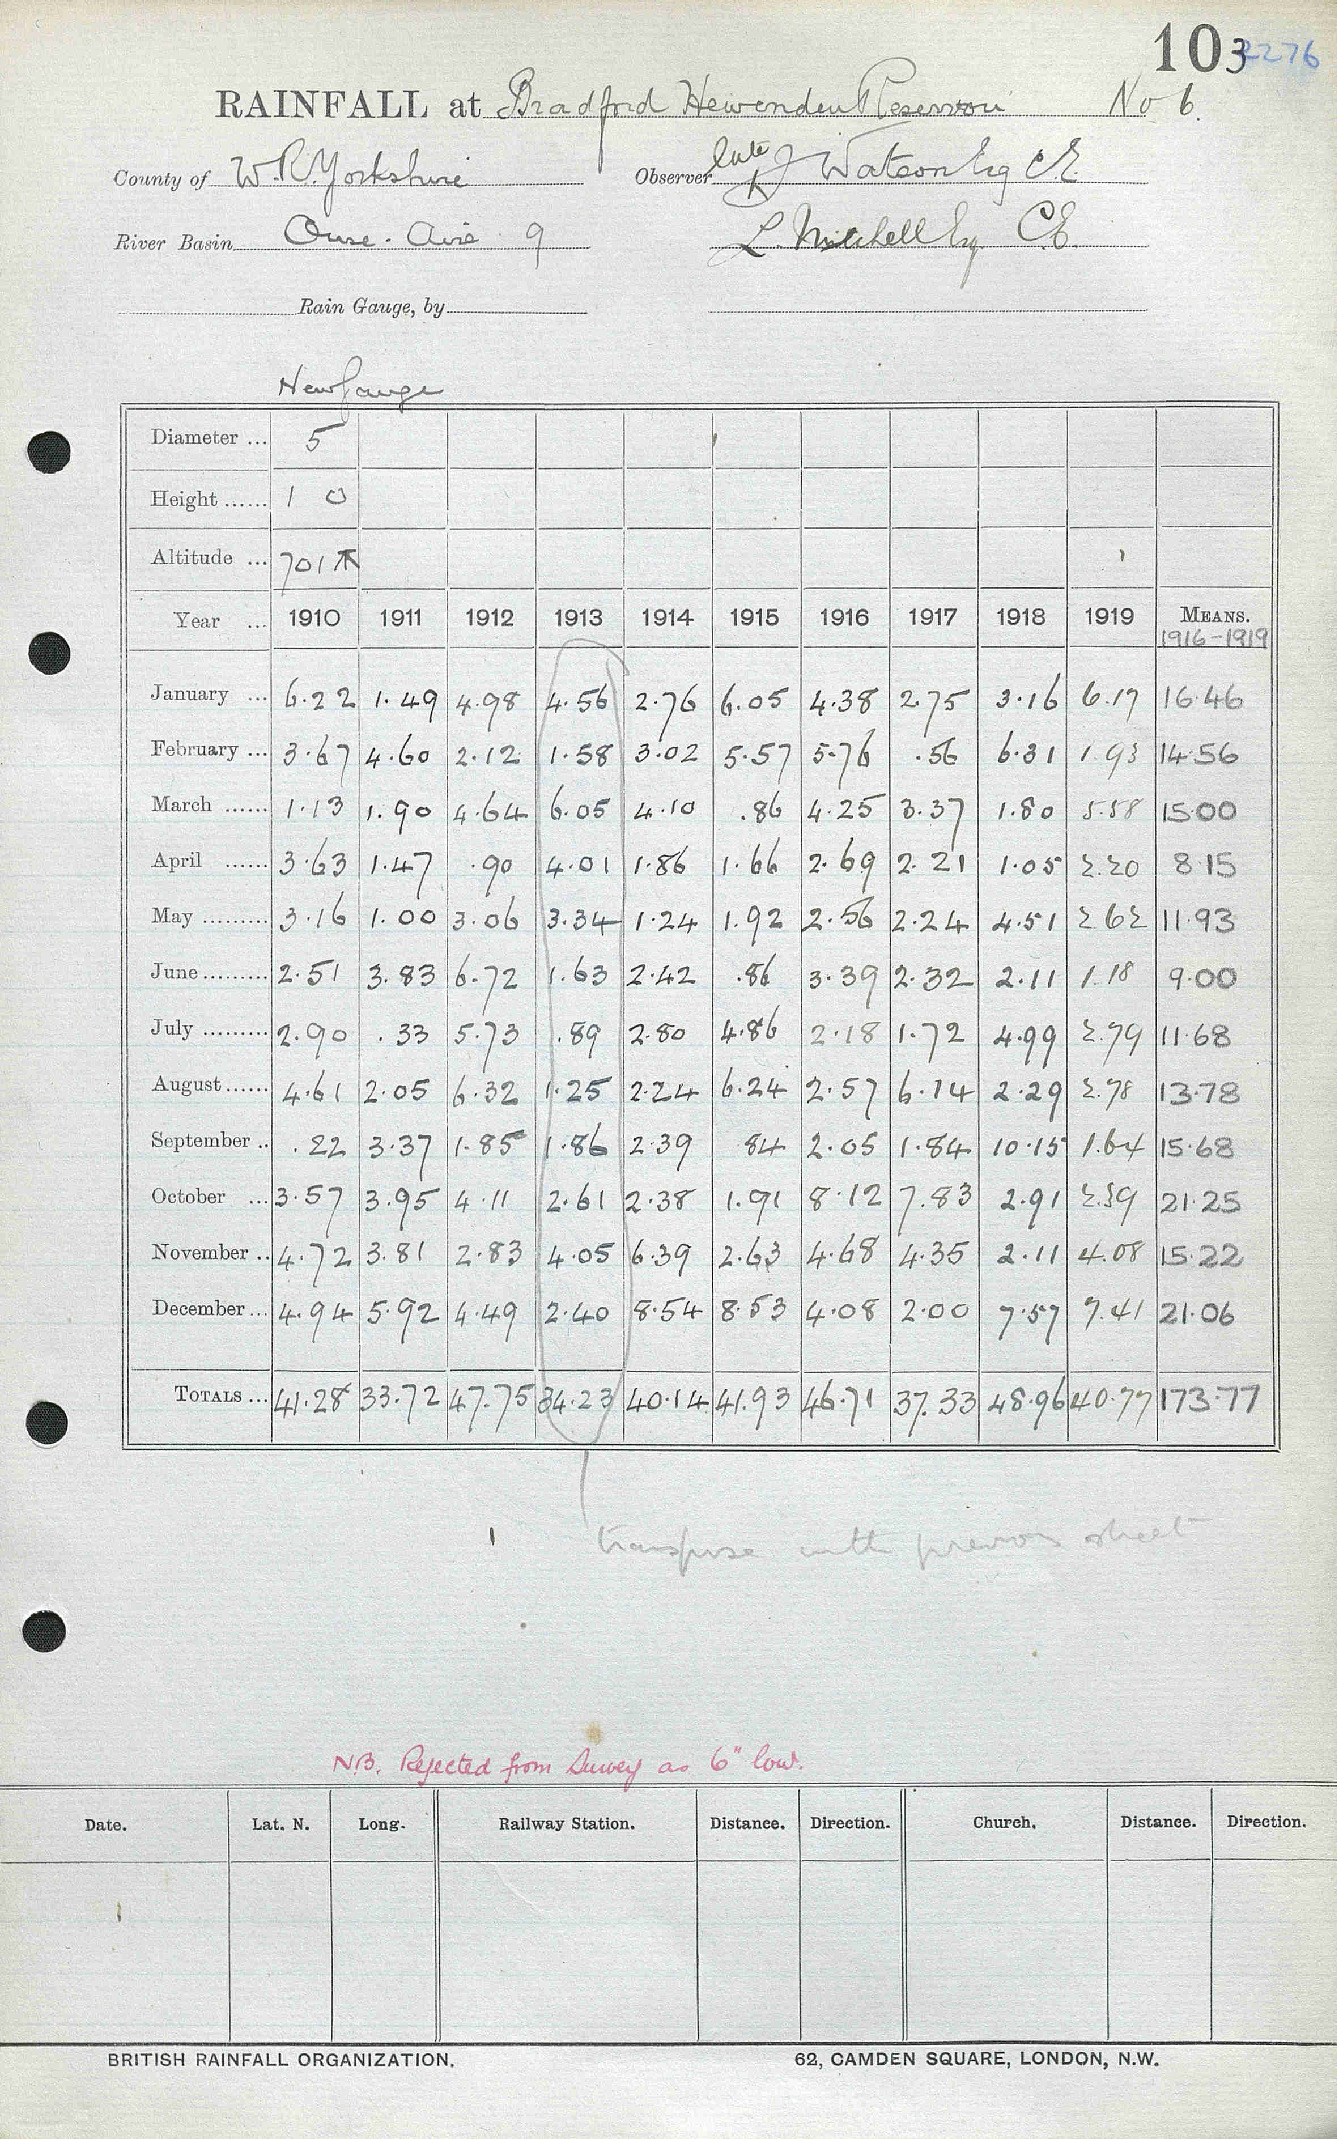 103 2276
RAINFALL at Bradford Hewenden Reservoir No 6.
County of W.R. Yorkshire Observer late J Watson Esq C.E.
River Basin Ouse. Aire 9 L. Mitchell Esq. C.E.
Rain Gauge, by
New Gauge
Diameter ... 5
Height ...... 1 0
Altitude ... 701
Year ... 1910 1911 1912 1913 1914 1915 1916 1917 1918 1919 MEANS.
1916-1919
January ... 6.22 1.49 4.98 4.56 2.76 6.05 4.38 2.75 3.16 6.17 16.46
February ... 3.67 4.60 2.12 1.58 3.02 5.57 5.76 .56 6.31 1.93 14.56
March ...... 1.13 1.90 4.64 6.05 4.10 .86 4.25 3.37 1.80 5.58 15.00
April ...... 3.63 1.47 .90 4.01 1.86 1.66 2.69 2.21 1.05 2.20 8.15
May ......... 3.16 1.00 3.06 3.34 1.24 1.92 2.56 2.24 4.51 2.62 11.93
June ......... 2.51 3.83 6.72 1.63 2.42 .86 3.39 2.32 2.11 1.18 9.00
July ......... 2.90 .33 5.73 .89 2.80 4.86 2.18 1.72 4.99 2.79 11.68
August ...... 4.61 2.05 6.32 1.25 2.24 6.24 2.57 6.14 2.29 2.78 13.78
September .. .22 3.37 1.85 1.86 2.39 84 2.05 1.84 10.15 1.64 15.68
October ... 3.57 3.95 4.11 2.61 2.38 1.91 8.12 7.83 2.91 2.39 21.25
November .. 4.72 3.81 2.83 4.05 6.39 2.63 4.68 4.35 2.11 4.08 15.22
December ... 4.94 5.92 4.49 2.40 8.54 8.53 4.08 2.00 7.57 7.41 21.06
TOTALS ... 41.28 33.72 47.75 34.23 40.14 41.93 46.71 37.33 48.96 40.77 173.77
transpose with previous sheet
N.B. Rejected from Survey as 6" low.
Date. Lat. N. Long. Railway Station. Distance. Direction. Church. Distance. Direction.
BRITISH RAINFALL ORGANIZATION. 62, CAMDEN SQUARE, LONDON, N.W.